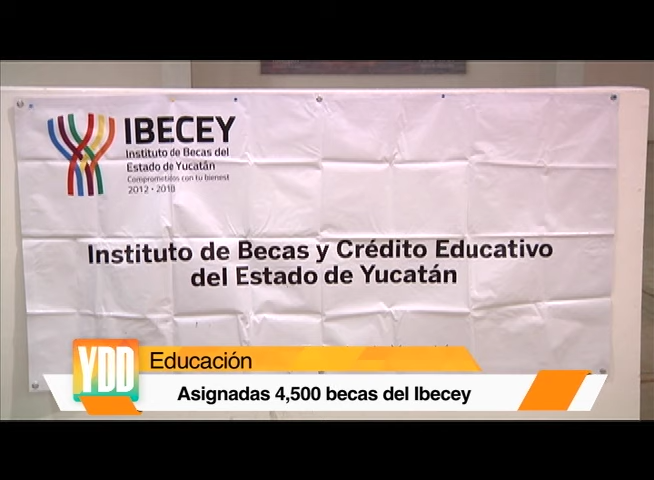 IBECEY
Instituto de Becas del
Estado de Yucatán
Comprometidos con tu bienest
2012 • 2018
Instituto de Becas y Crédito Educativo
del Estado de Yucatán
YDD
Educación
Asignadas 4,500 becas del Ibecey